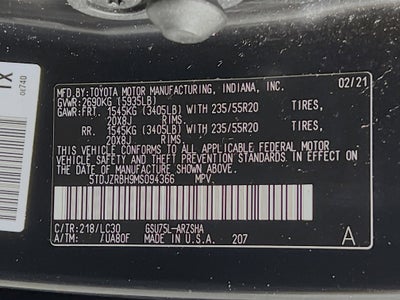 MFD.BY:TOYOTA MOTOR MANUFACTURING, INDIANA, INC. 02/21
GVWR:2690KG (5935LB)
GAWR:FRT. 1545KG (3405LB) WITH 235/55R20 TIRES,
20X8J RIMS.
RR. 1545KG (3405LB) WITH 235/55R20 TIRES,
20X8J RIMS.
THIS VEHICLE CONFORMS TO ALL APPLICABLE FEDERAL MOTOR
VEHICLE SAFETY STANDARDS IN EFFECT ON THE
DATE OF MANUFACTURE SHOWN ABOVE.
5TDJZRBH9MS094366 MPV.
C/TR:218/LC30 GSU75L-ARZSHA
A/TM: /UA80F MADE IN U.S.A. 207 A